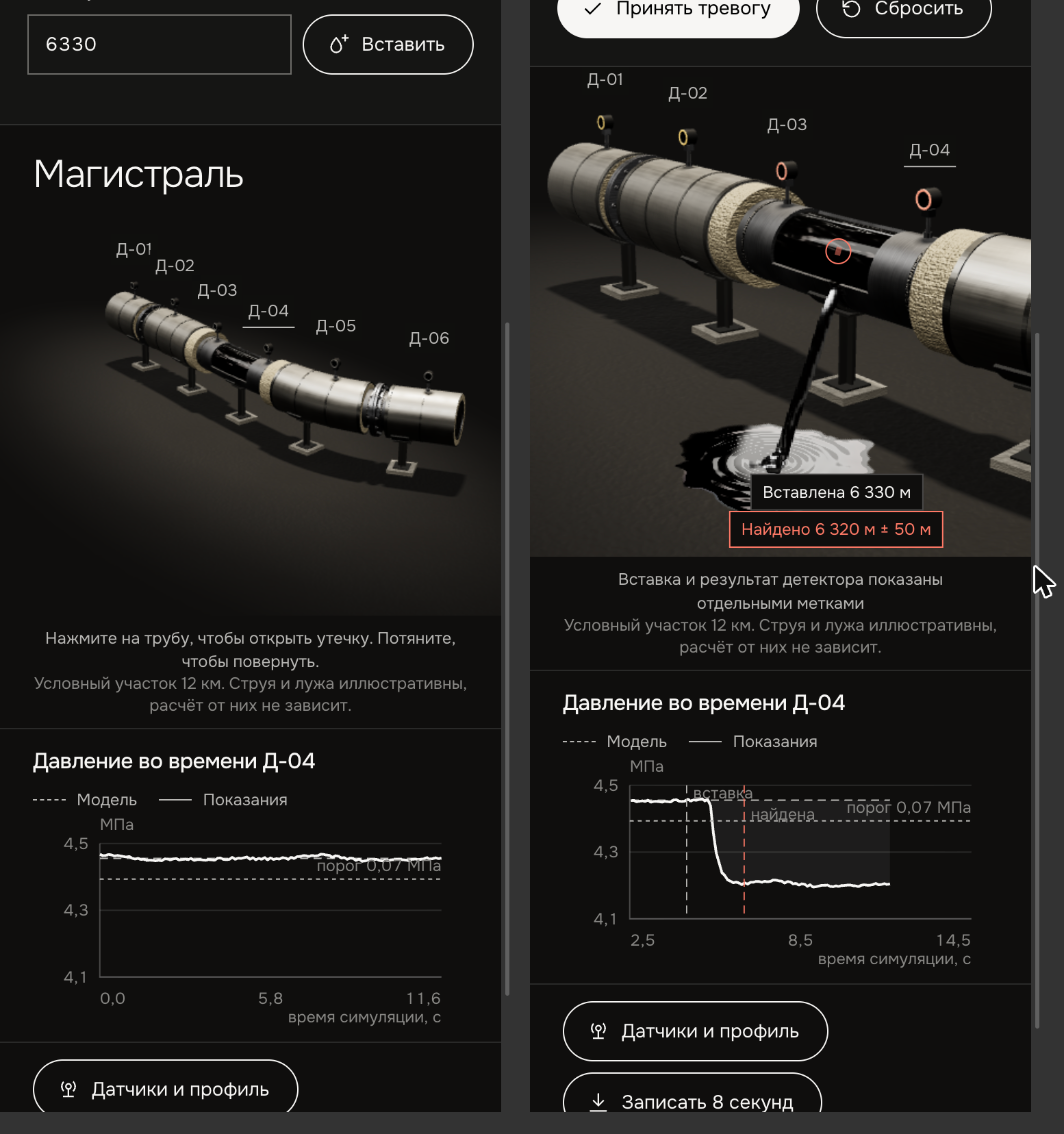 6330
Вставить
Магистраль
Д-01
Д-02
Д-03
Д-04
Д-05
Д-06
Нажмите на трубу, чтобы открыть утечку. Потяните,
чтобы повернуть.
Условный участок 12 км. Струя и лужа иллюстративны,
расчёт от них не зависит.
Давление во времени Д-04
Модель
Показания
МПа
4,5
порог 0,07 МПа
4,3
4,1
0,0
5,8
11,6
время симуляции, с
Датчики и профиль
Принять тревогу
Сбросить
Д-01
Д-02
Д-03
Д-04
Вставлена 6 330 м
Найдено 6 320 м ± 50 м
Вставка и результат детектора показаны
отдельными метками
Условный участок 12 км. Струя и лужа иллюстративны,
расчёт от них не зависит.
Давление во времени Д-04
Модель
Показания
МПа
4,5
вставка
порог 0,07 МПа
найдена
4,3
4,1
2,5
8,5
14,5
время симуляции, с
Датчики и профиль
Записать 8 секунд